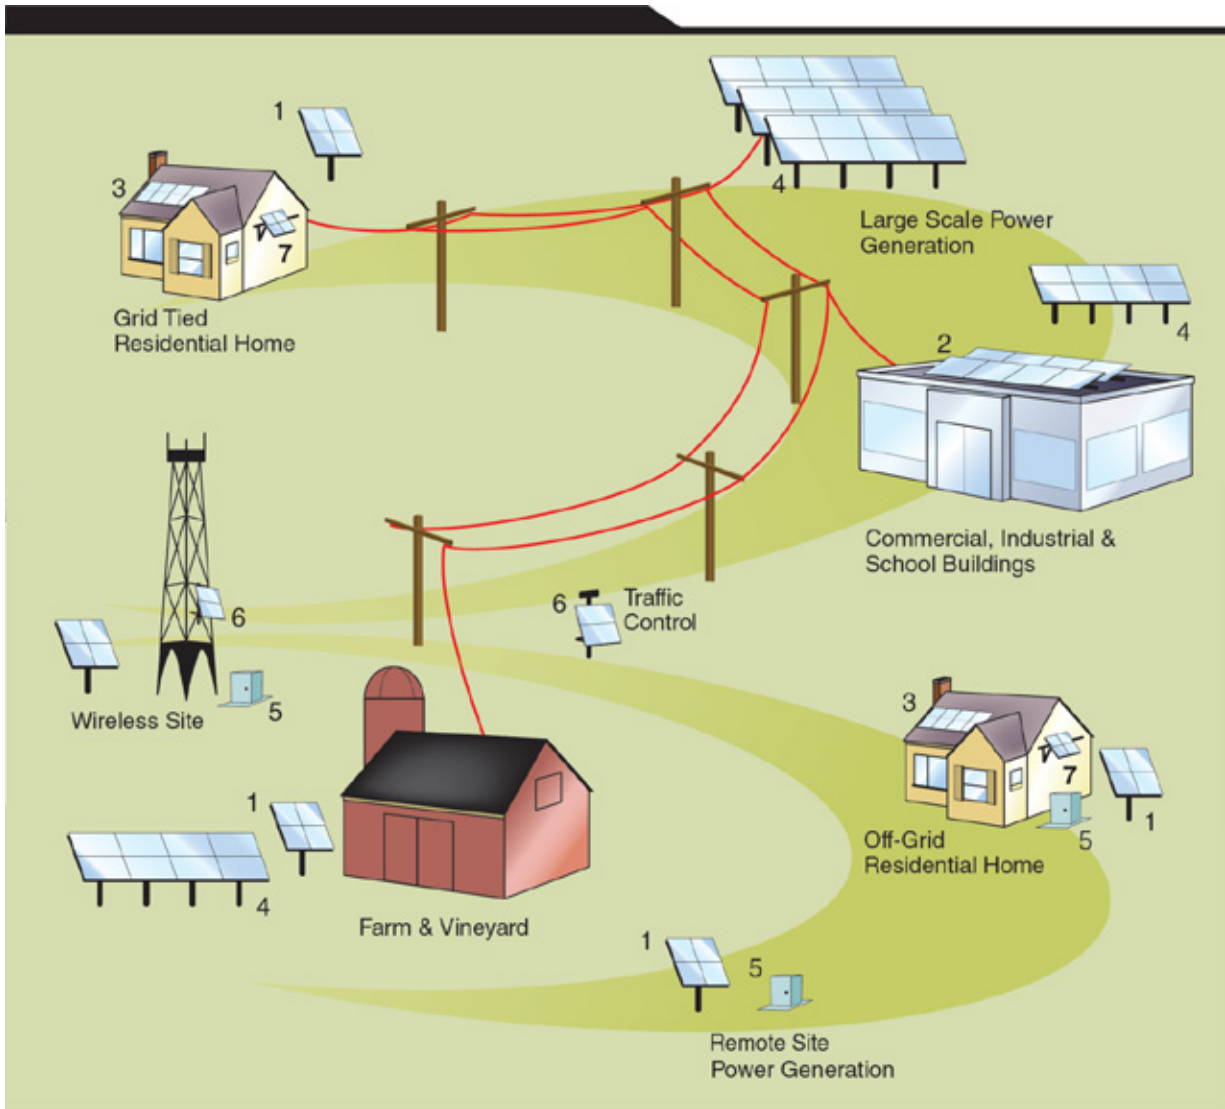 1
3
7
Grid Tied
Residential Home
4
Large Scale Power
Generation
4
2
Commercial, Industrial &
School Buildings
6
5
Wireless Site
6
Traffic
Control
3
7
1
5
Off-Grid
Residential Home
1
4
Farm & Vineyard
1
5
Remote Site
Power Generation